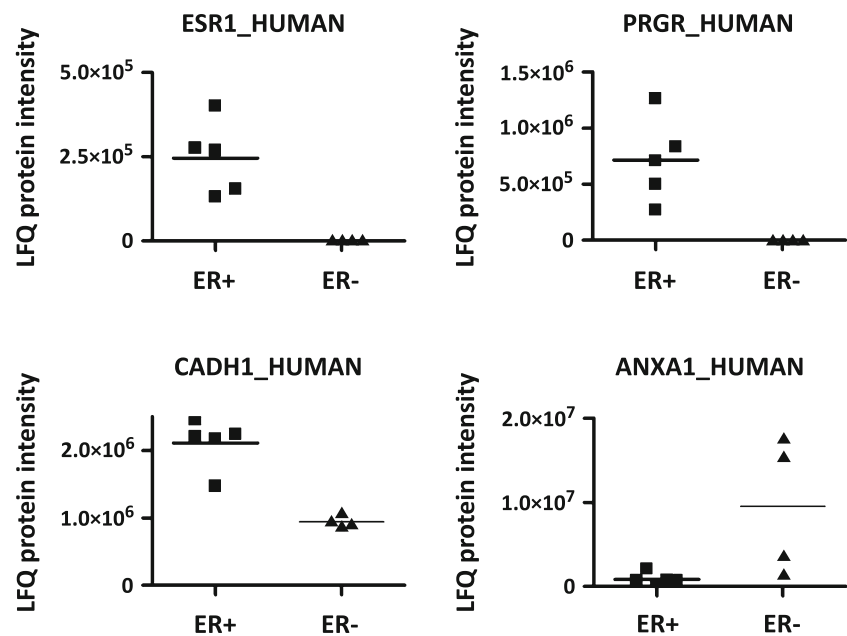 ESR1_HUMAN
LFQ protein intensity
5.0×10⁵
2.5×10⁵
0
ER+ ER-
PRGR_HUMAN
LFQ protein intensity
1.5×10⁶
1.0×10⁶
5.0×10⁵
0
ER+ ER-
CADH1_HUMAN
LFQ protein intensity
2.0×10⁶
1.0×10⁶
0
ER+ ER-
ANXA1_HUMAN
LFQ protein intensity
2.0×10⁷
1.0×10⁷
0
ER+ ER-